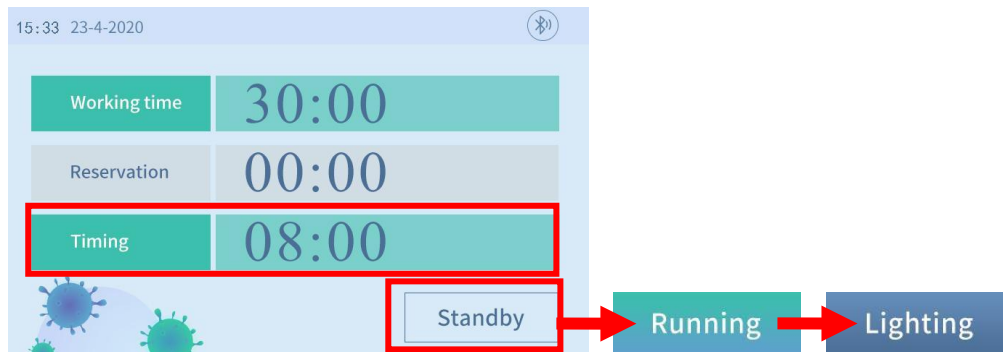 15:33 23-4-2020
Working time 30:00
Reservation 00:00
Timing 08:00
Standby Running Lighting